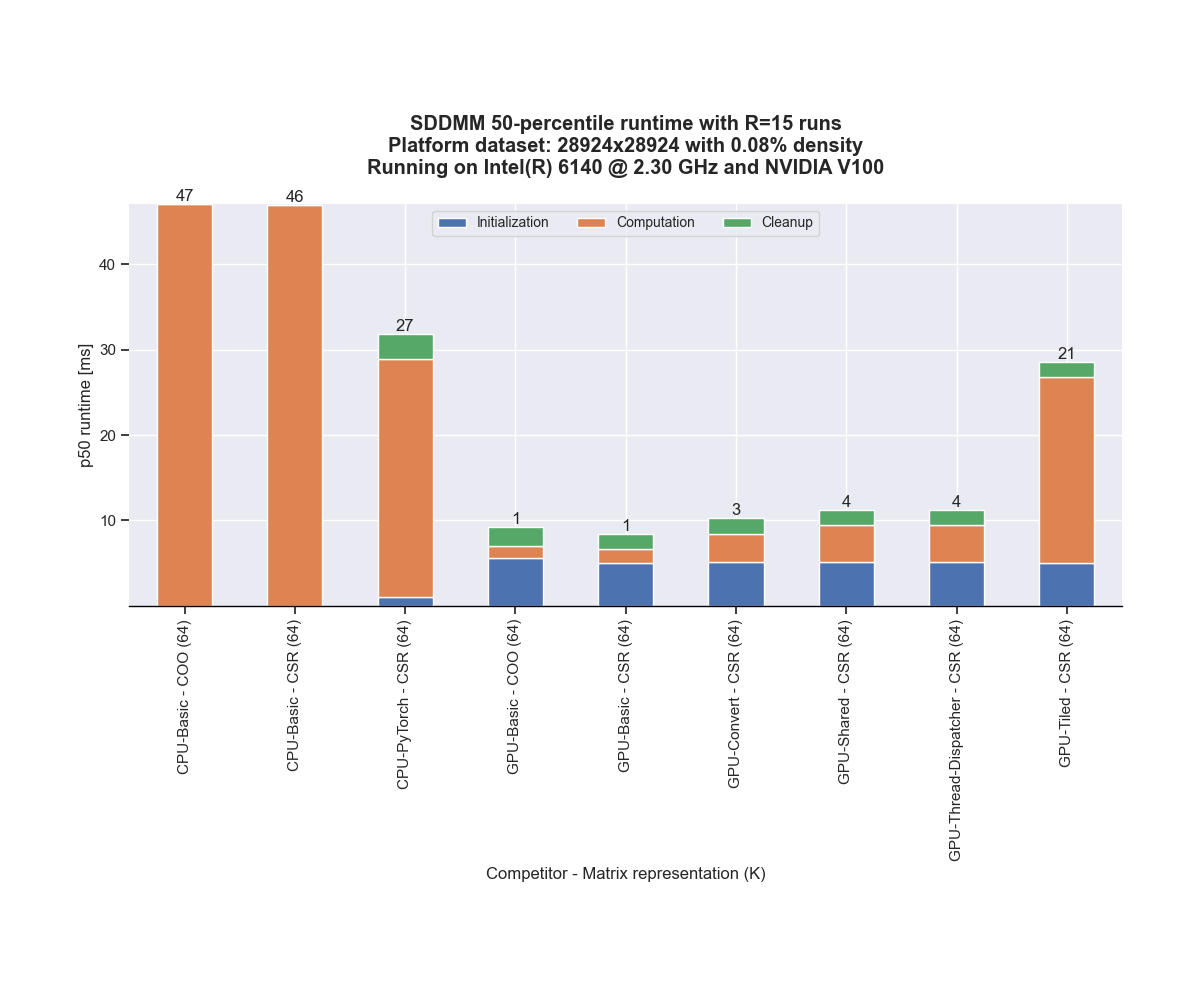 SDDMM 50-percentile runtime with R=15 runs
Platform dataset: 28924x28924 with 0.08% density
Running on Intel(R) 6140 @ 2.30 GHz and NVIDIA V100
47
46
27
1
1
3
4
4
21
Initialization
Computation
Cleanup
40
30
20
10
p50 runtime [ms]
CPU-Basic - COO (64)
CPU-Basic - CSR (64)
CPU-PyTorch - CSR (64)
GPU-Basic - COO (64)
GPU-Basic - CSR (64)
GPU-Convert - CSR (64)
GPU-Shared - CSR (64)
GPU-Thread-Dispatcher - CSR (64)
GPU-Tiled - CSR (64)
Competitor - Matrix representation (K)